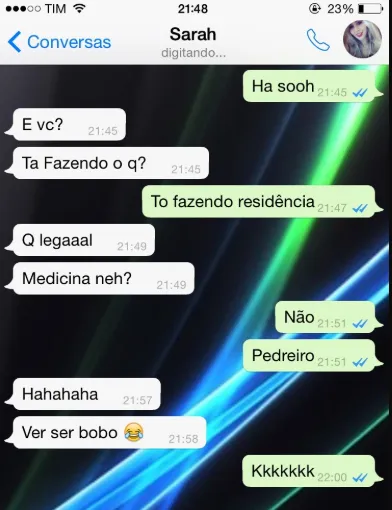 TIM 21:48 23%
Conversas
Sarah
digitando...
Ha sooh 21:45
E vc? 21:45
Ta Fazendo o q? 21:45
To fazendo residência 21:47
Q legaaal 21:49
Medicina neh? 21:49
Não 21:51
Pedreiro 21:51
Hahahaha 21:57
Ver ser bobo 😂 21:58
Kkkkkkk 22:00